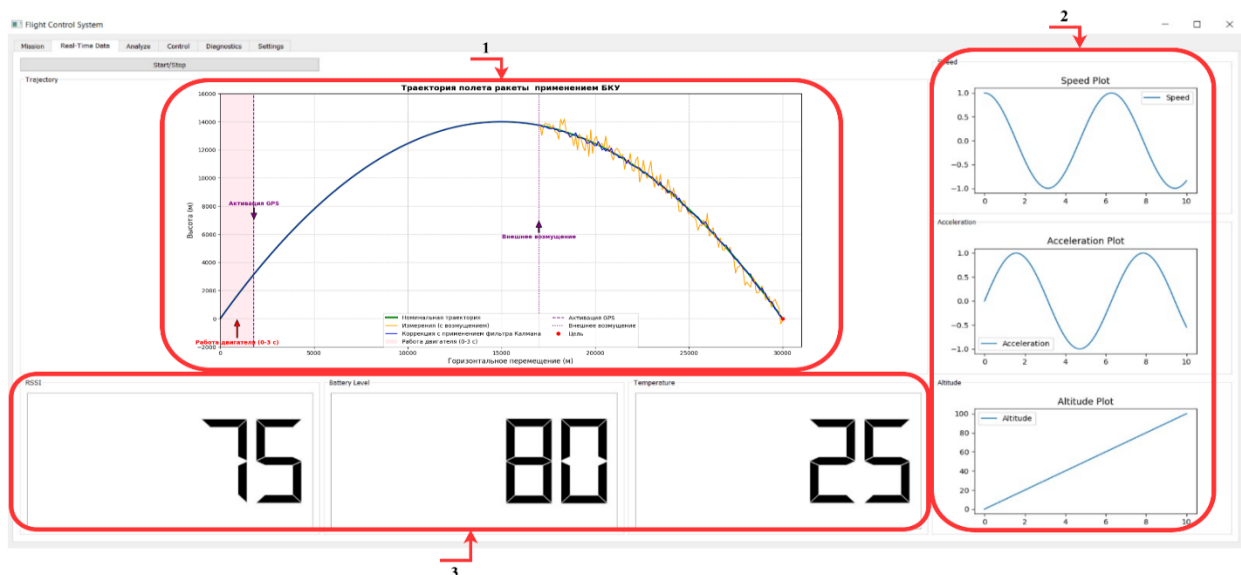 2
Flight Control System
Mission Real-Time Data Analyze Control Diagnostics Settings
1
Start/Stop
Trajectory
Траектория полета ракеты применением БКУ
16000
14000
12000
10000
8000
6000
4000
2000
0
−2000
Высота (м)
Активация GPS
Внешнее возмущение
Работа двигателя (0-3 с)
Номинальная траектория
Измерения (с возмущением)
Коррекция с применением фильтра Калмана
Работа двигателя (0-3 с)
Активация GPS
Внешнее возмущение
Цель
0 5000 10000 15000 20000 25000 30000
Горизонтальное перемещение (м)
Speed
Speed Plot
Speed
1.0
0.5
0.0
−0.5
−1.0
0 2 4 6 8 10
Acceleration
Acceleration Plot
1.0
0.5
0.0
−0.5
−1.0
Acceleration
0 2 4 6 8 10
Altitude
Altitude Plot
Altitude
100
80
60
40
20
0
0 2 4 6 8 10
RSSI
75
Battery Level
80
Temperature
25
3